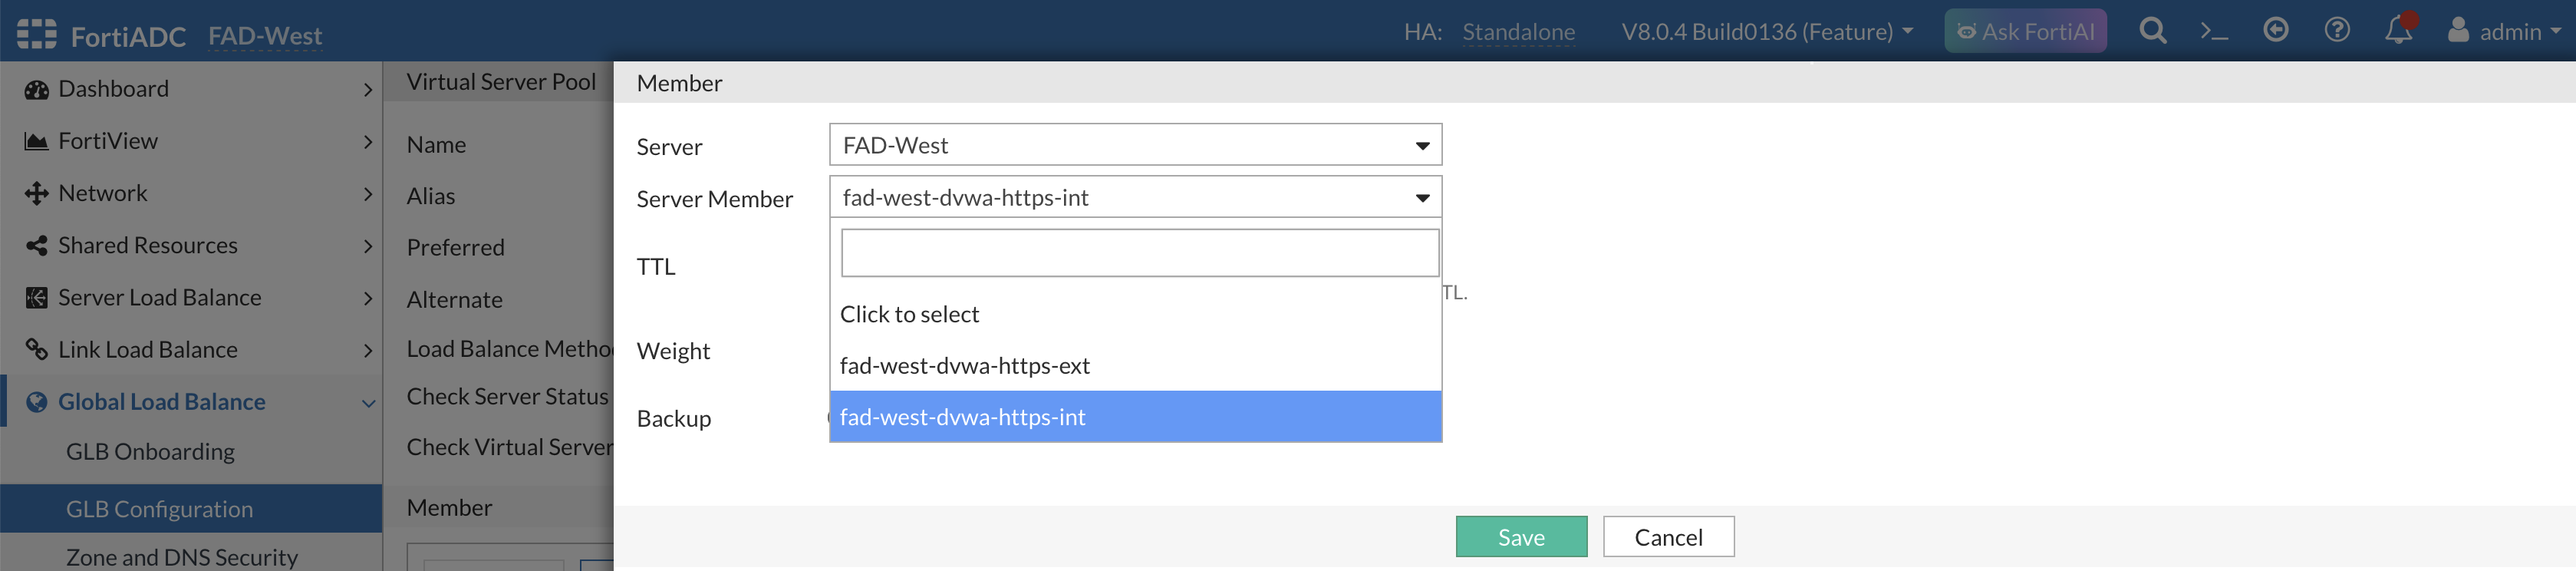 FortiADC FAD-West HA: Standalone V8.0.4 Build0136 (Feature) Ask FortiAI admin
Dashboard
FortiView
Network
Shared Resources
Server Load Balance
Link Load Balance
Global Load Balance
GLB Onboarding
GLB Configuration
Zone and DNS Security
Virtual Server Pool
Name
Alias
Preferred
Alternate
Load Balance Metho
Check Server Status
Check Virtual Server
Member
Member
Server FAD-West
Server Member fad-west-dvwa-https-int
TTL
TL.
Click to select
Weight
fad-west-dvwa-https-ext
Backup
fad-west-dvwa-https-int
Save Cancel